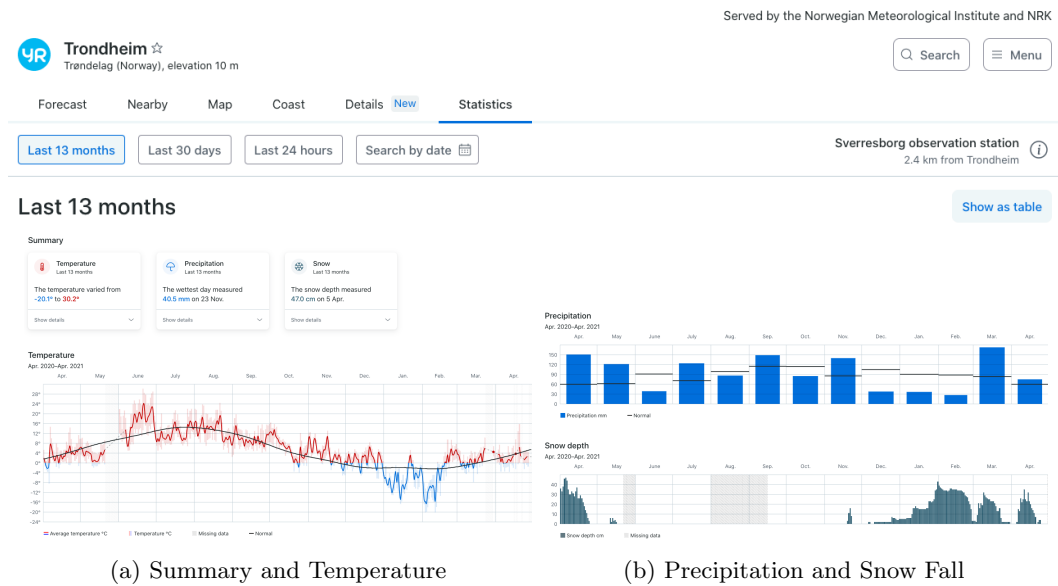 Served by the Norwegian Meteorological Institute and NRK
YR
Trondheim
Trøndelag (Norway), elevation 10 m
Search
Menu
Forecast Nearby Map Coast Details New Statistics
Last 13 months Last 30 days Last 24 hours Search by date
Sverresborg observation station
2.4 km from Trondheim
Last 13 months
Show as table
Summary
Temperature
Last 13 months
The temperature varied from
-20.1° to 30.2°
Show details
Precipitation
Last 13 months
The wettest day measured
40.5 mm on 23 Nov.
Show details
Snow
Last 13 months
The snow depth measured
47.0 cm on 5 Apr.
Show details
Temperature
Apr. 2020-Apr. 2021
Apr. May June July Aug. Sep. Oct. Nov. Dec. Jan. Feb. Mar. Apr.
28°
24°
20°
16°
12°
8°
4°
0°
-4°
-8°
-12°
-16°
-20°
-24°
Average temperature °C Temperature °C Missing data Normal
Precipitation
Apr. 2020-Apr. 2021
Apr. May June July Aug. Sep. Oct. Nov. Dec. Jan. Feb. Mar. Apr.
150
120
90
60
30
0
Precipitation mm Normal
Snow depth
Apr. 2020-Apr. 2021
Apr. May June July Aug. Sep. Oct. Nov. Dec. Jan. Feb. Mar. Apr.
40
30
20
10
0
Snow depth cm Missing data
(a) Summary and Temperature
(b) Precipitation and Snow Fall